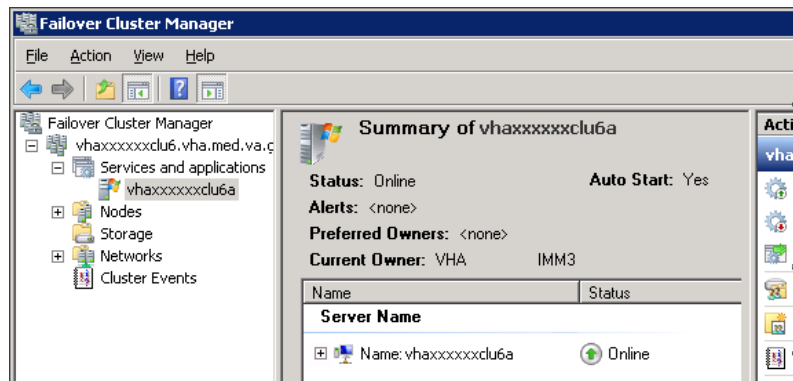 Failover Cluster Manager
File Action View Help
Failover Cluster Manager
vhaxxxxxxclu6.vha.med.va.g
Services and applications
vhaxxxxxxclu6a
Nodes
Storage
Networks
Cluster Events
Summary of vhaxxxxxxclu6a
Status: Online Auto Start: Yes
Alerts: <none>
Preferred Owners: <none>
Current Owner: VHA IMM3
Name Status
Server Name
Name: vhaxxxxxxclu6a Online
Acti
vha